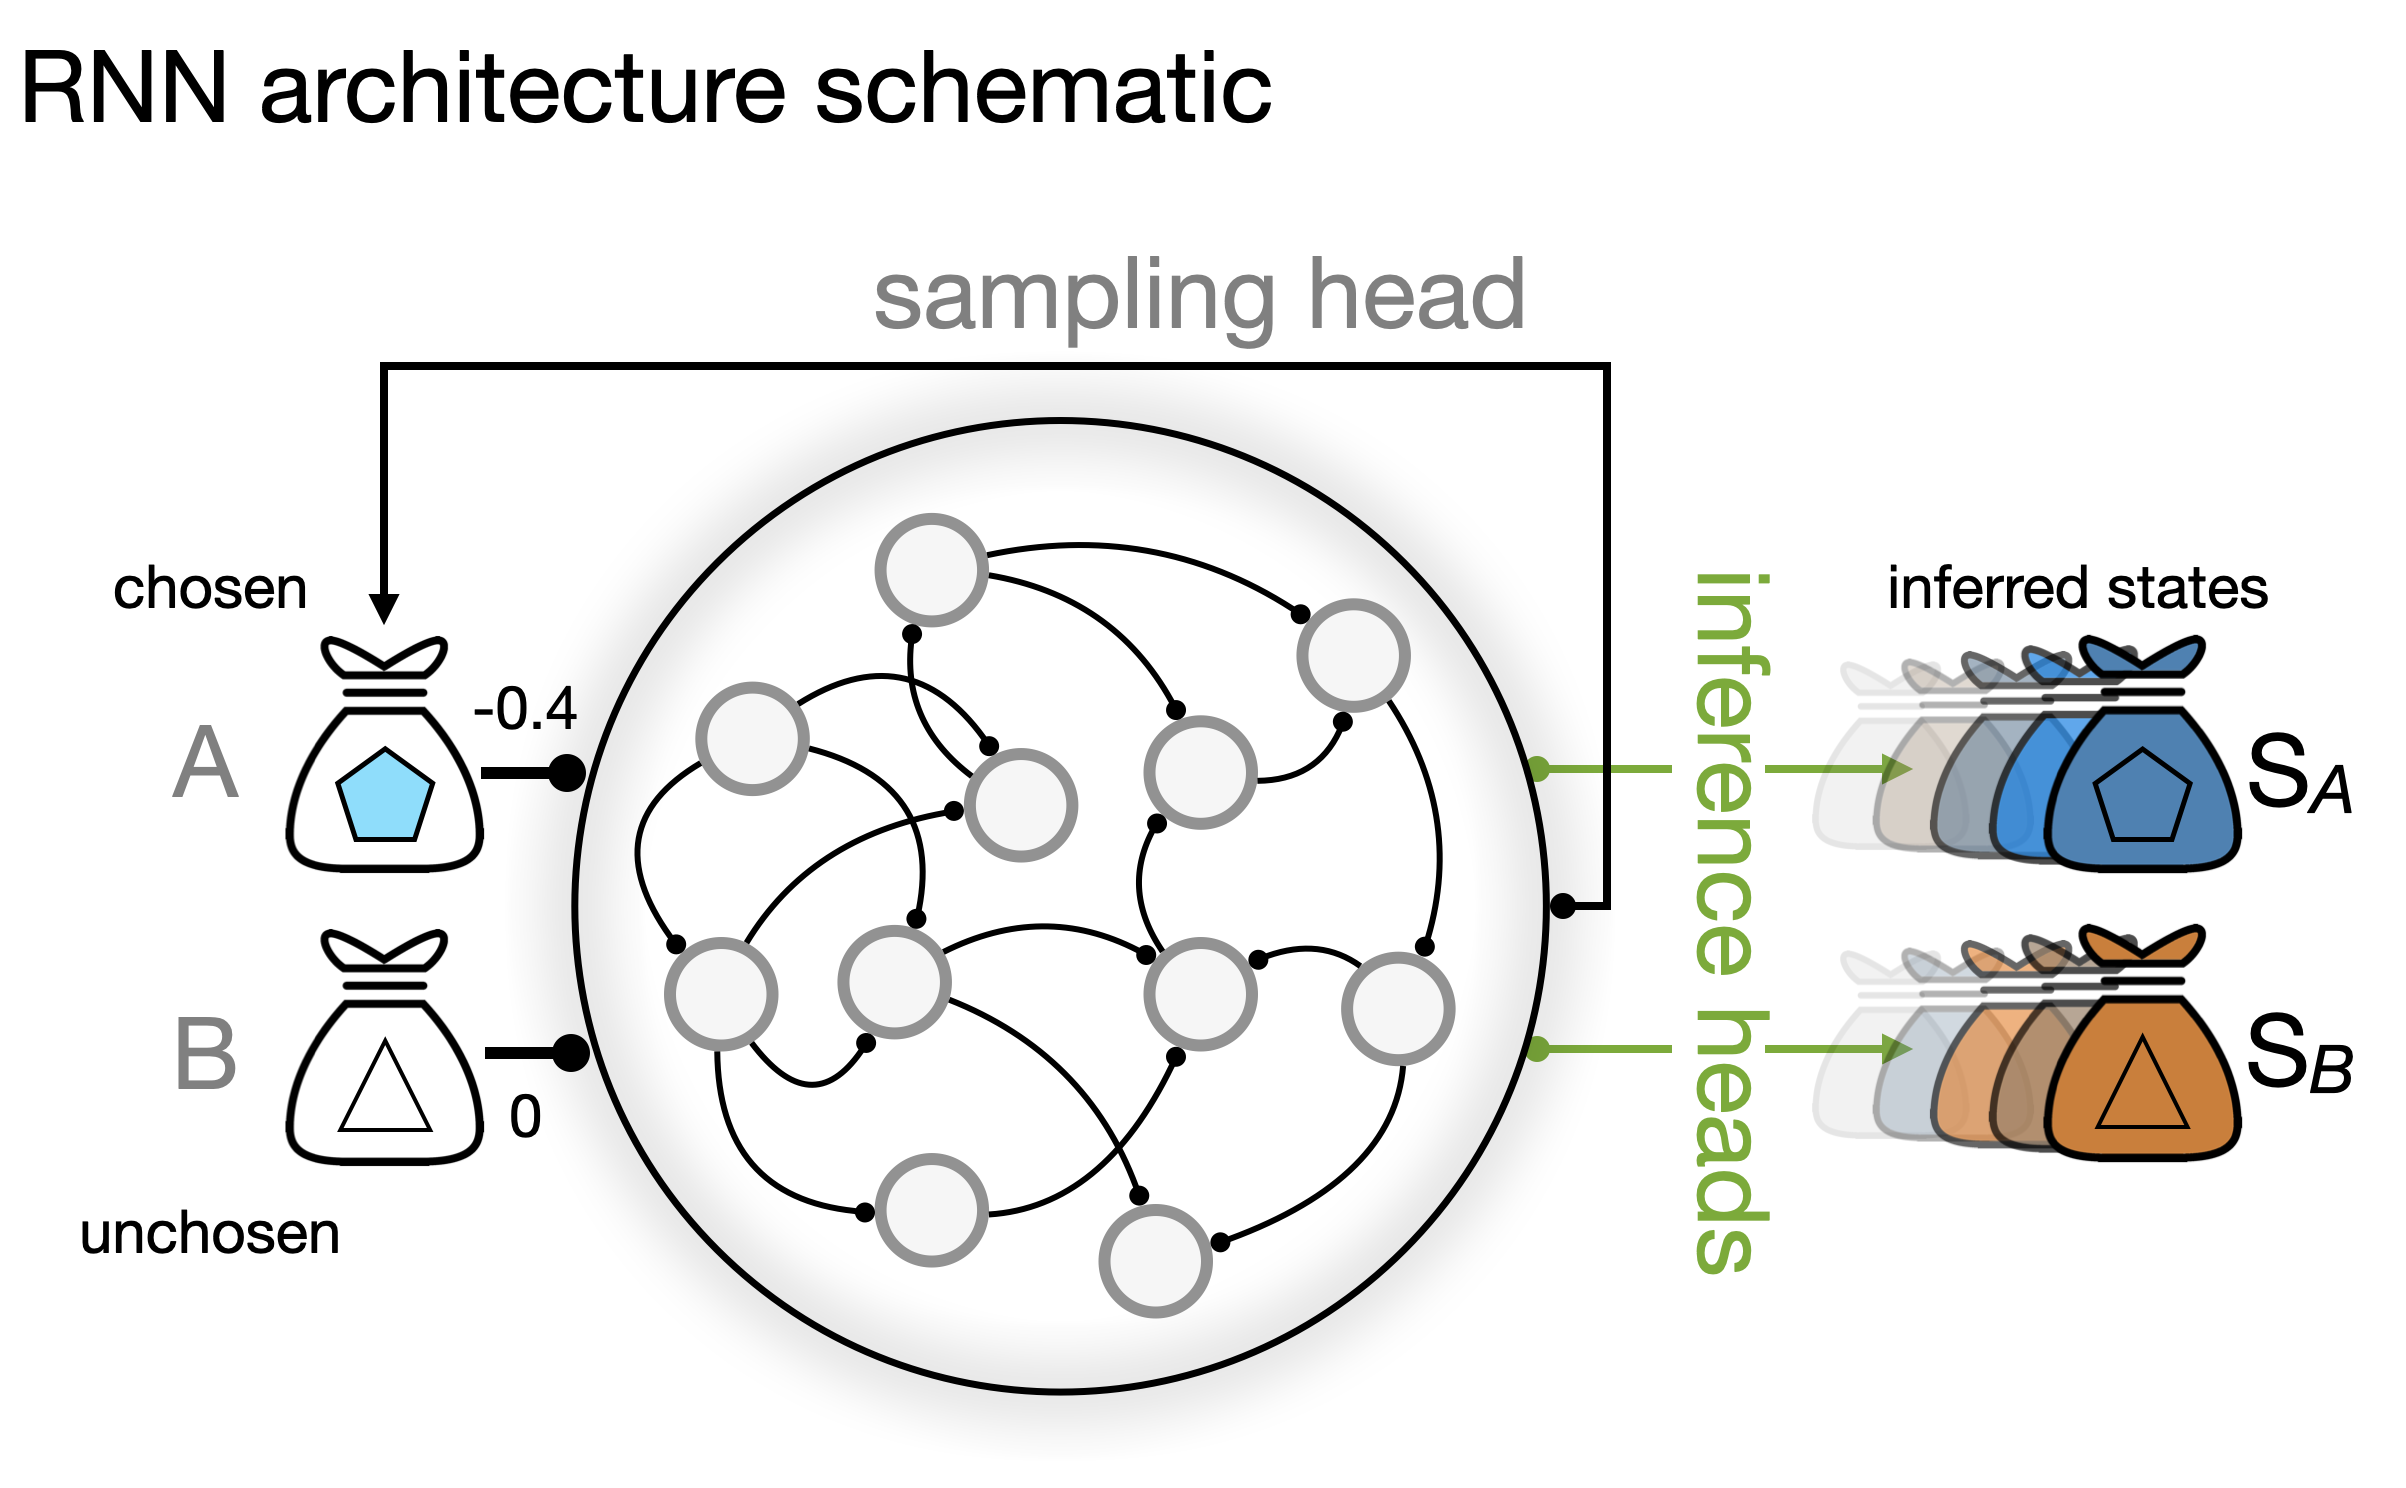 RNN architecture schematic
sampling head
chosen
A
-0.4
B
0
unchosen
inference heads
inferred states
SA
SB